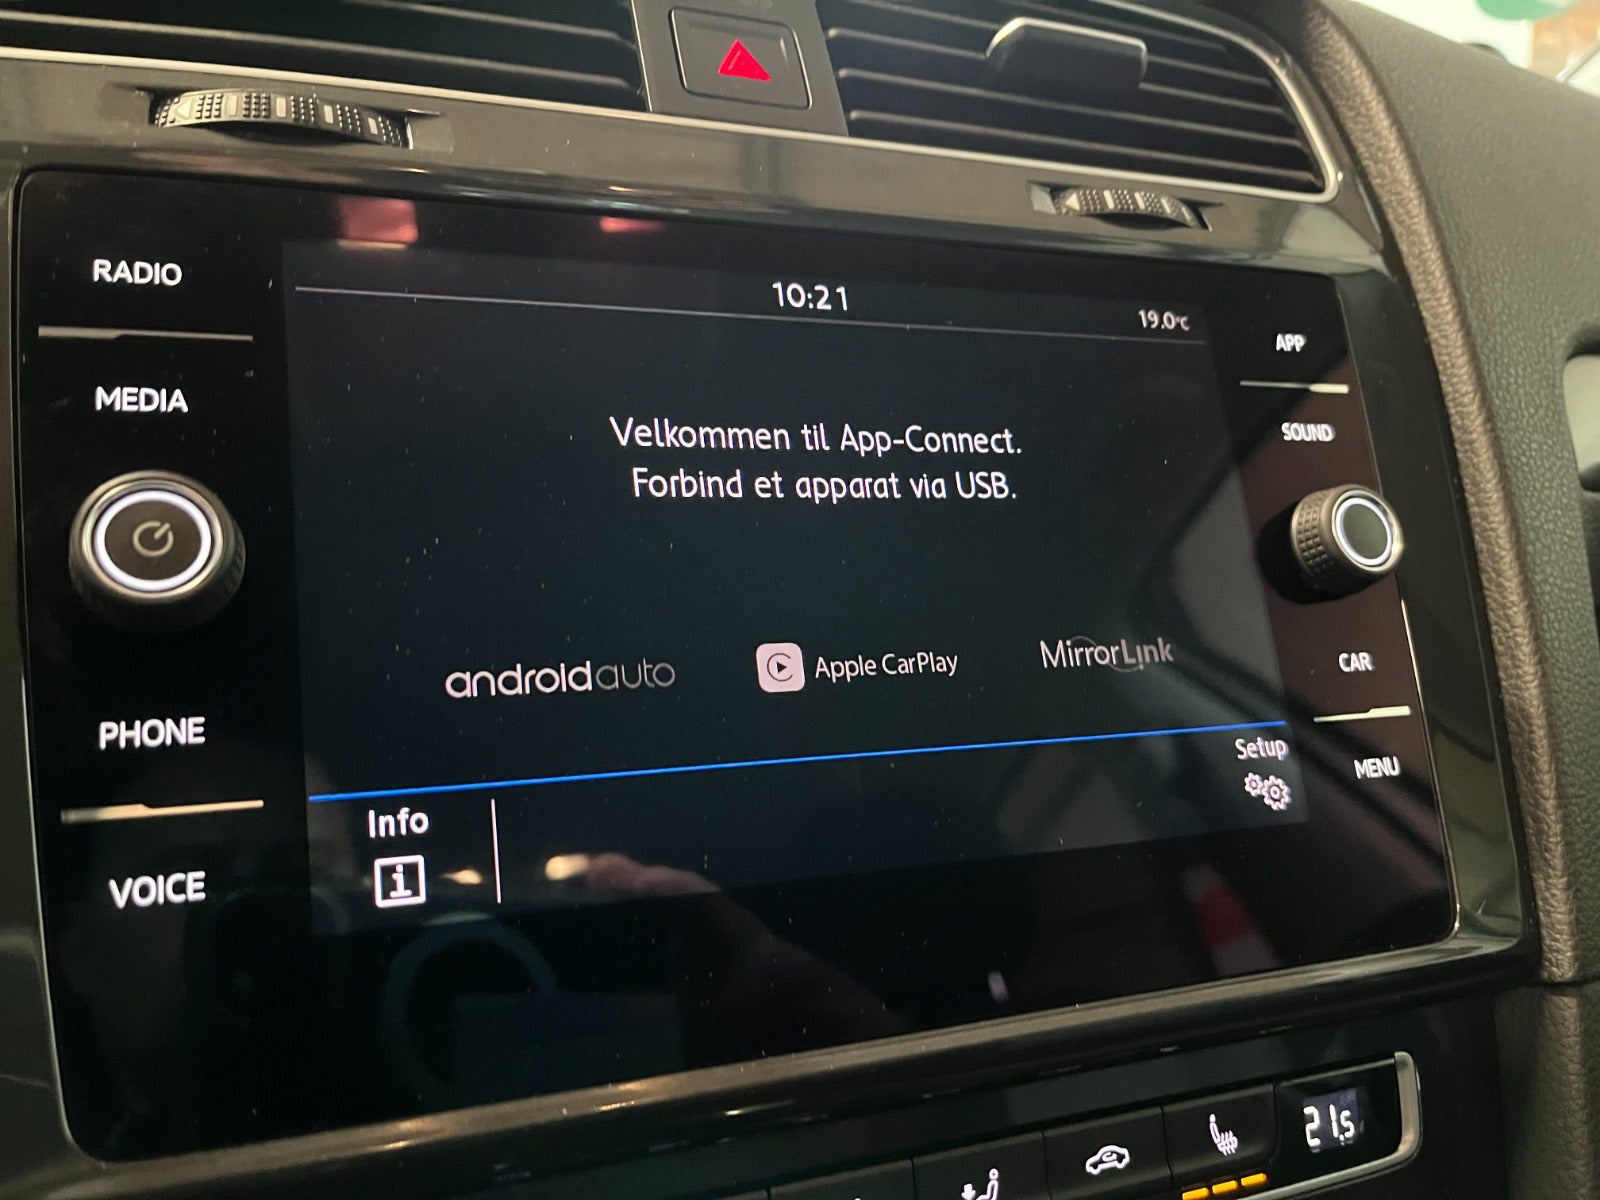 RADIO
MEDIA
PHONE
VOICE
10:21
19.0°C
Velkommen til App-Connect.
Forbind et apparat via USB.
androidauto
Apple CarPlay
MirrorLink
Info
i
Setup
APP
SOUND
CAR
MENU
21,5